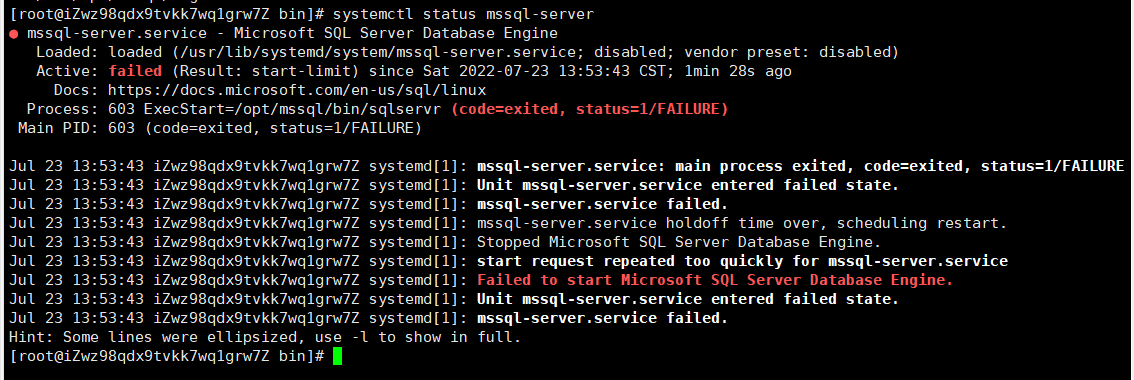 [root@iZwz98qdx9tvkk7wq1grw7Z bin]# systemctl status mssql-server
● mssql-server.service - Microsoft SQL Server Database Engine
   Loaded: loaded (/usr/lib/systemd/system/mssql-server.service; disabled; vendor preset: disabled)
   Active: failed (Result: start-limit) since Sat 2022-07-23 13:53:43 CST; 1min 28s ago
     Docs: https://docs.microsoft.com/en-us/sql/linux
  Process: 603 ExecStart=/opt/mssql/bin/sqlservr (code=exited, status=1/FAILURE)
 Main PID: 603 (code=exited, status=1/FAILURE)

Jul 23 13:53:43 iZwz98qdx9tvkk7wq1grw7Z systemd[1]: mssql-server.service: main process exited, code=exited, status=1/FAILURE
Jul 23 13:53:43 iZwz98qdx9tvkk7wq1grw7Z systemd[1]: Unit mssql-server.service entered failed state.
Jul 23 13:53:43 iZwz98qdx9tvkk7wq1grw7Z systemd[1]: mssql-server.service failed.
Jul 23 13:53:43 iZwz98qdx9tvkk7wq1grw7Z systemd[1]: mssql-server.service holdoff time over, scheduling restart.
Jul 23 13:53:43 iZwz98qdx9tvkk7wq1grw7Z systemd[1]: Stopped Microsoft SQL Server Database Engine.
Jul 23 13:53:43 iZwz98qdx9tvkk7wq1grw7Z systemd[1]: start request repeated too quickly for mssql-server.service
Jul 23 13:53:43 iZwz98qdx9tvkk7wq1grw7Z systemd[1]: Failed to start Microsoft SQL Server Database Engine.
Jul 23 13:53:43 iZwz98qdx9tvkk7wq1grw7Z systemd[1]: Unit mssql-server.service entered failed state.
Jul 23 13:53:43 iZwz98qdx9tvkk7wq1grw7Z systemd[1]: mssql-server.service failed.
Hint: Some lines were ellipsized, use -l to show in full.
[root@iZwz98qdx9tvkk7wq1grw7Z bin]#